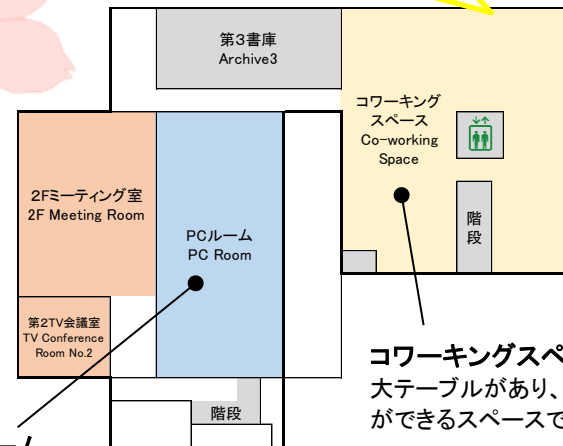 第3書庫
Archive3
コワーキング
スペース
Co-working
Space
2Fミーティング室
2F Meeting Room
PCルーム
PC Room
階
段
第2TV会議室
TV Conference
Room No.2
コワーキングスペ
大テーブルがあり、
ができるスペースで
階段